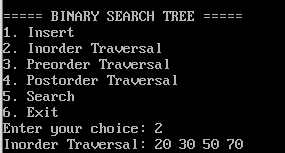 ===== BINARY SEARCH TREE =====
1. Insert
2. Inorder Traversal
3. Preorder Traversal
4. Postorder Traversal
5. Search
6. Exit
Enter your choice: 2
Inorder Traversal: 20 30 50 70